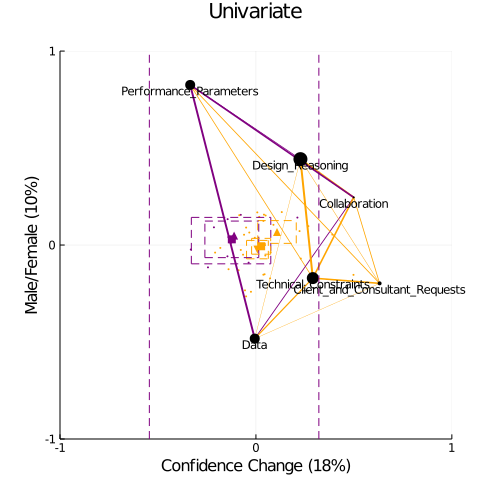 Univariate
1
Performance_Parameters
Design_Reasoning
Collaboration
Male/Female (10%)
0
Technical_Constraints
Client_and_Consultant_Requests
Data
-1
-1
0
1
Confidence Change (18%)